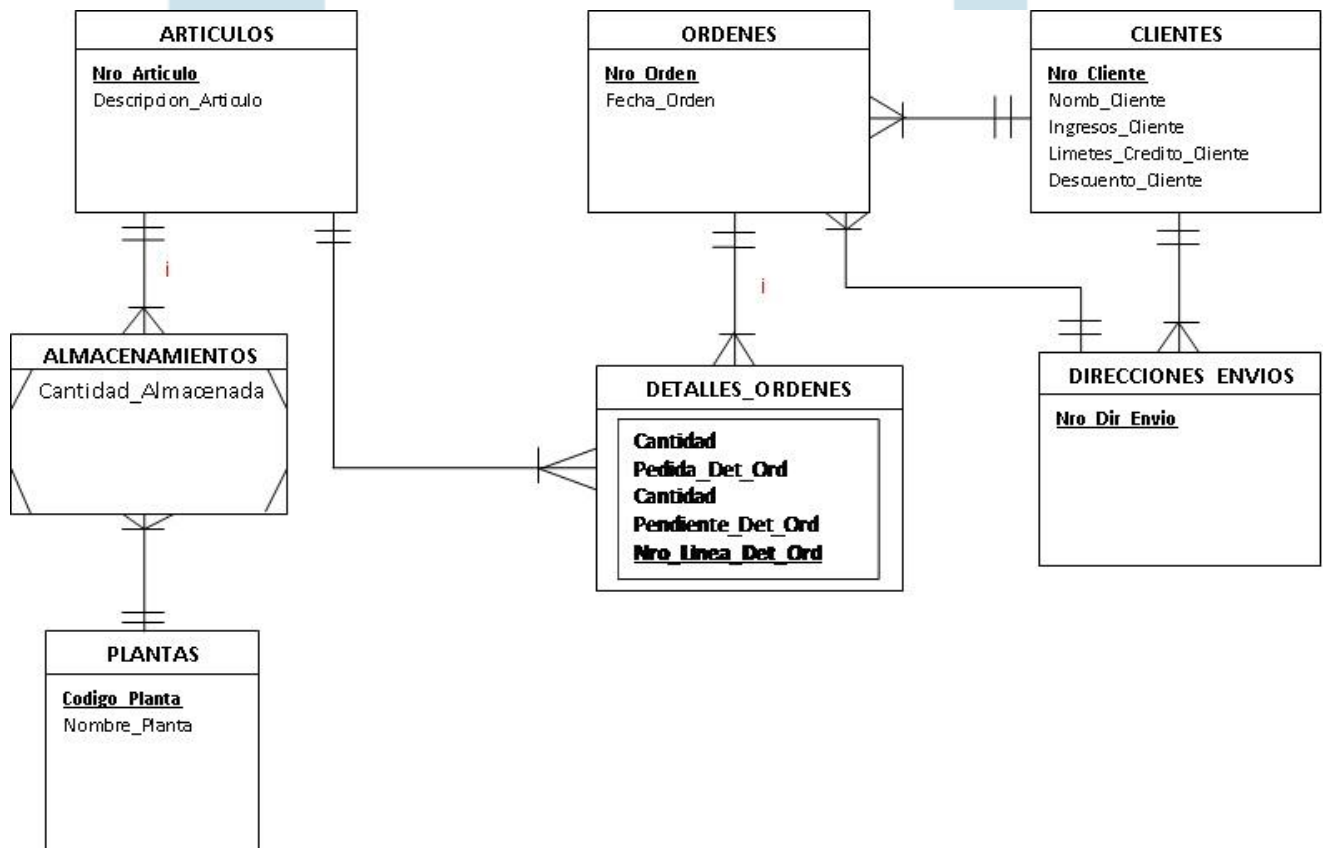 ARTICULOS
Nro_Articulo
Descripcion_Articulo
ORDENES
Nro_Orden
Fecha_Orden
CLIENTES
Nro_Cliente
Nomb_Cliente
Ingresos_Cliente
Limetes_Credito_Cliente
Descuento_Cliente
i
i
ALMACENAMIENTOS
Cantidad_Almacenada
DETALLES_ORDENES
Cantidad
Pedida_Det_Ord
Cantidad
Pendiente_Det_Ord
Nro_Linea_Det_Ord
DIRECCIONES_ENVIOS
Nro_Dir_Envio
PLANTAS
Codigo_Planta
Nombre_Planta